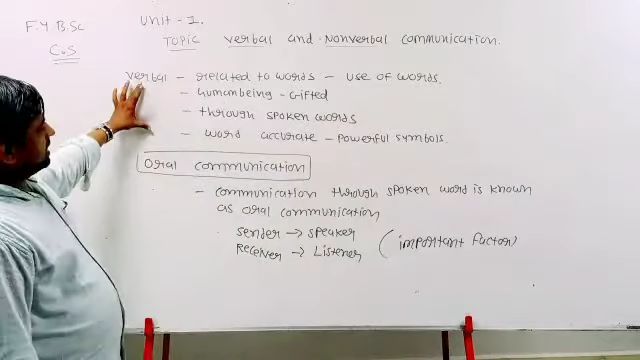 F.Y B.Sc
CoS
Unit - 1.
TOPIC verbal and Nonverbal communication.
verbal - related to words - use of words.
- humanbeing - Gifted
- through spoken words
- word accurate - powerful symbols.
oral communication
- communication through spoken word is known
as oral communication
sender → speaker
Receiver → Listener (important factor)